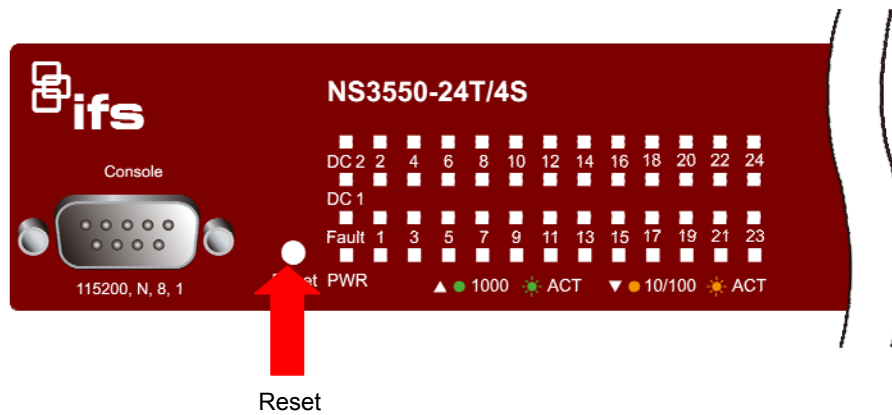 ifs
NS3550-24T/4S
Console
DC 2 2 4 6 8 10 12 14 16 18 20 22 24
DC 1
Fault 1 3 5 7 9 11 13 15 17 19 21 23
PWR
115200, N, 8, 1
1000 ACT 10/100 ACT
Reset